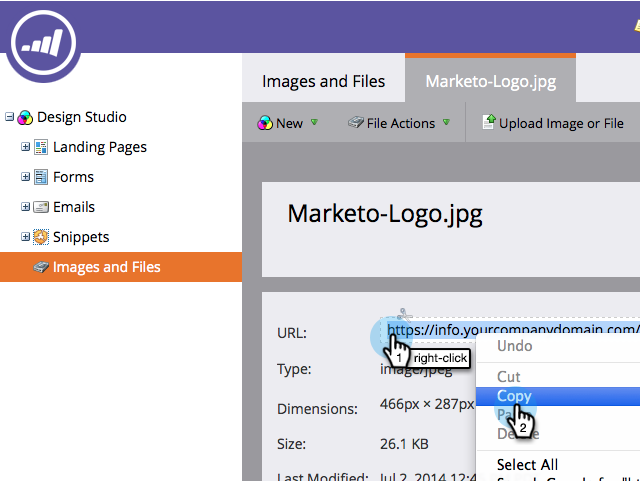 Images and Files
Marketo-Logo.jpg
Design Studio
New
File Actions
Upload Image or File
Landing Pages
Forms
Emails
Snippets
Images and Files
Marketo-Logo.jpg
URL:
https://info.yourcompanydomain.com/
1
right-click
Undo
Type:
image/jpeg
Cut
Copy
Dimensions:
466px × 287px
2
Size:
26.1 KB
Select All
Last Modified:
Jul 2, 2014 12:4